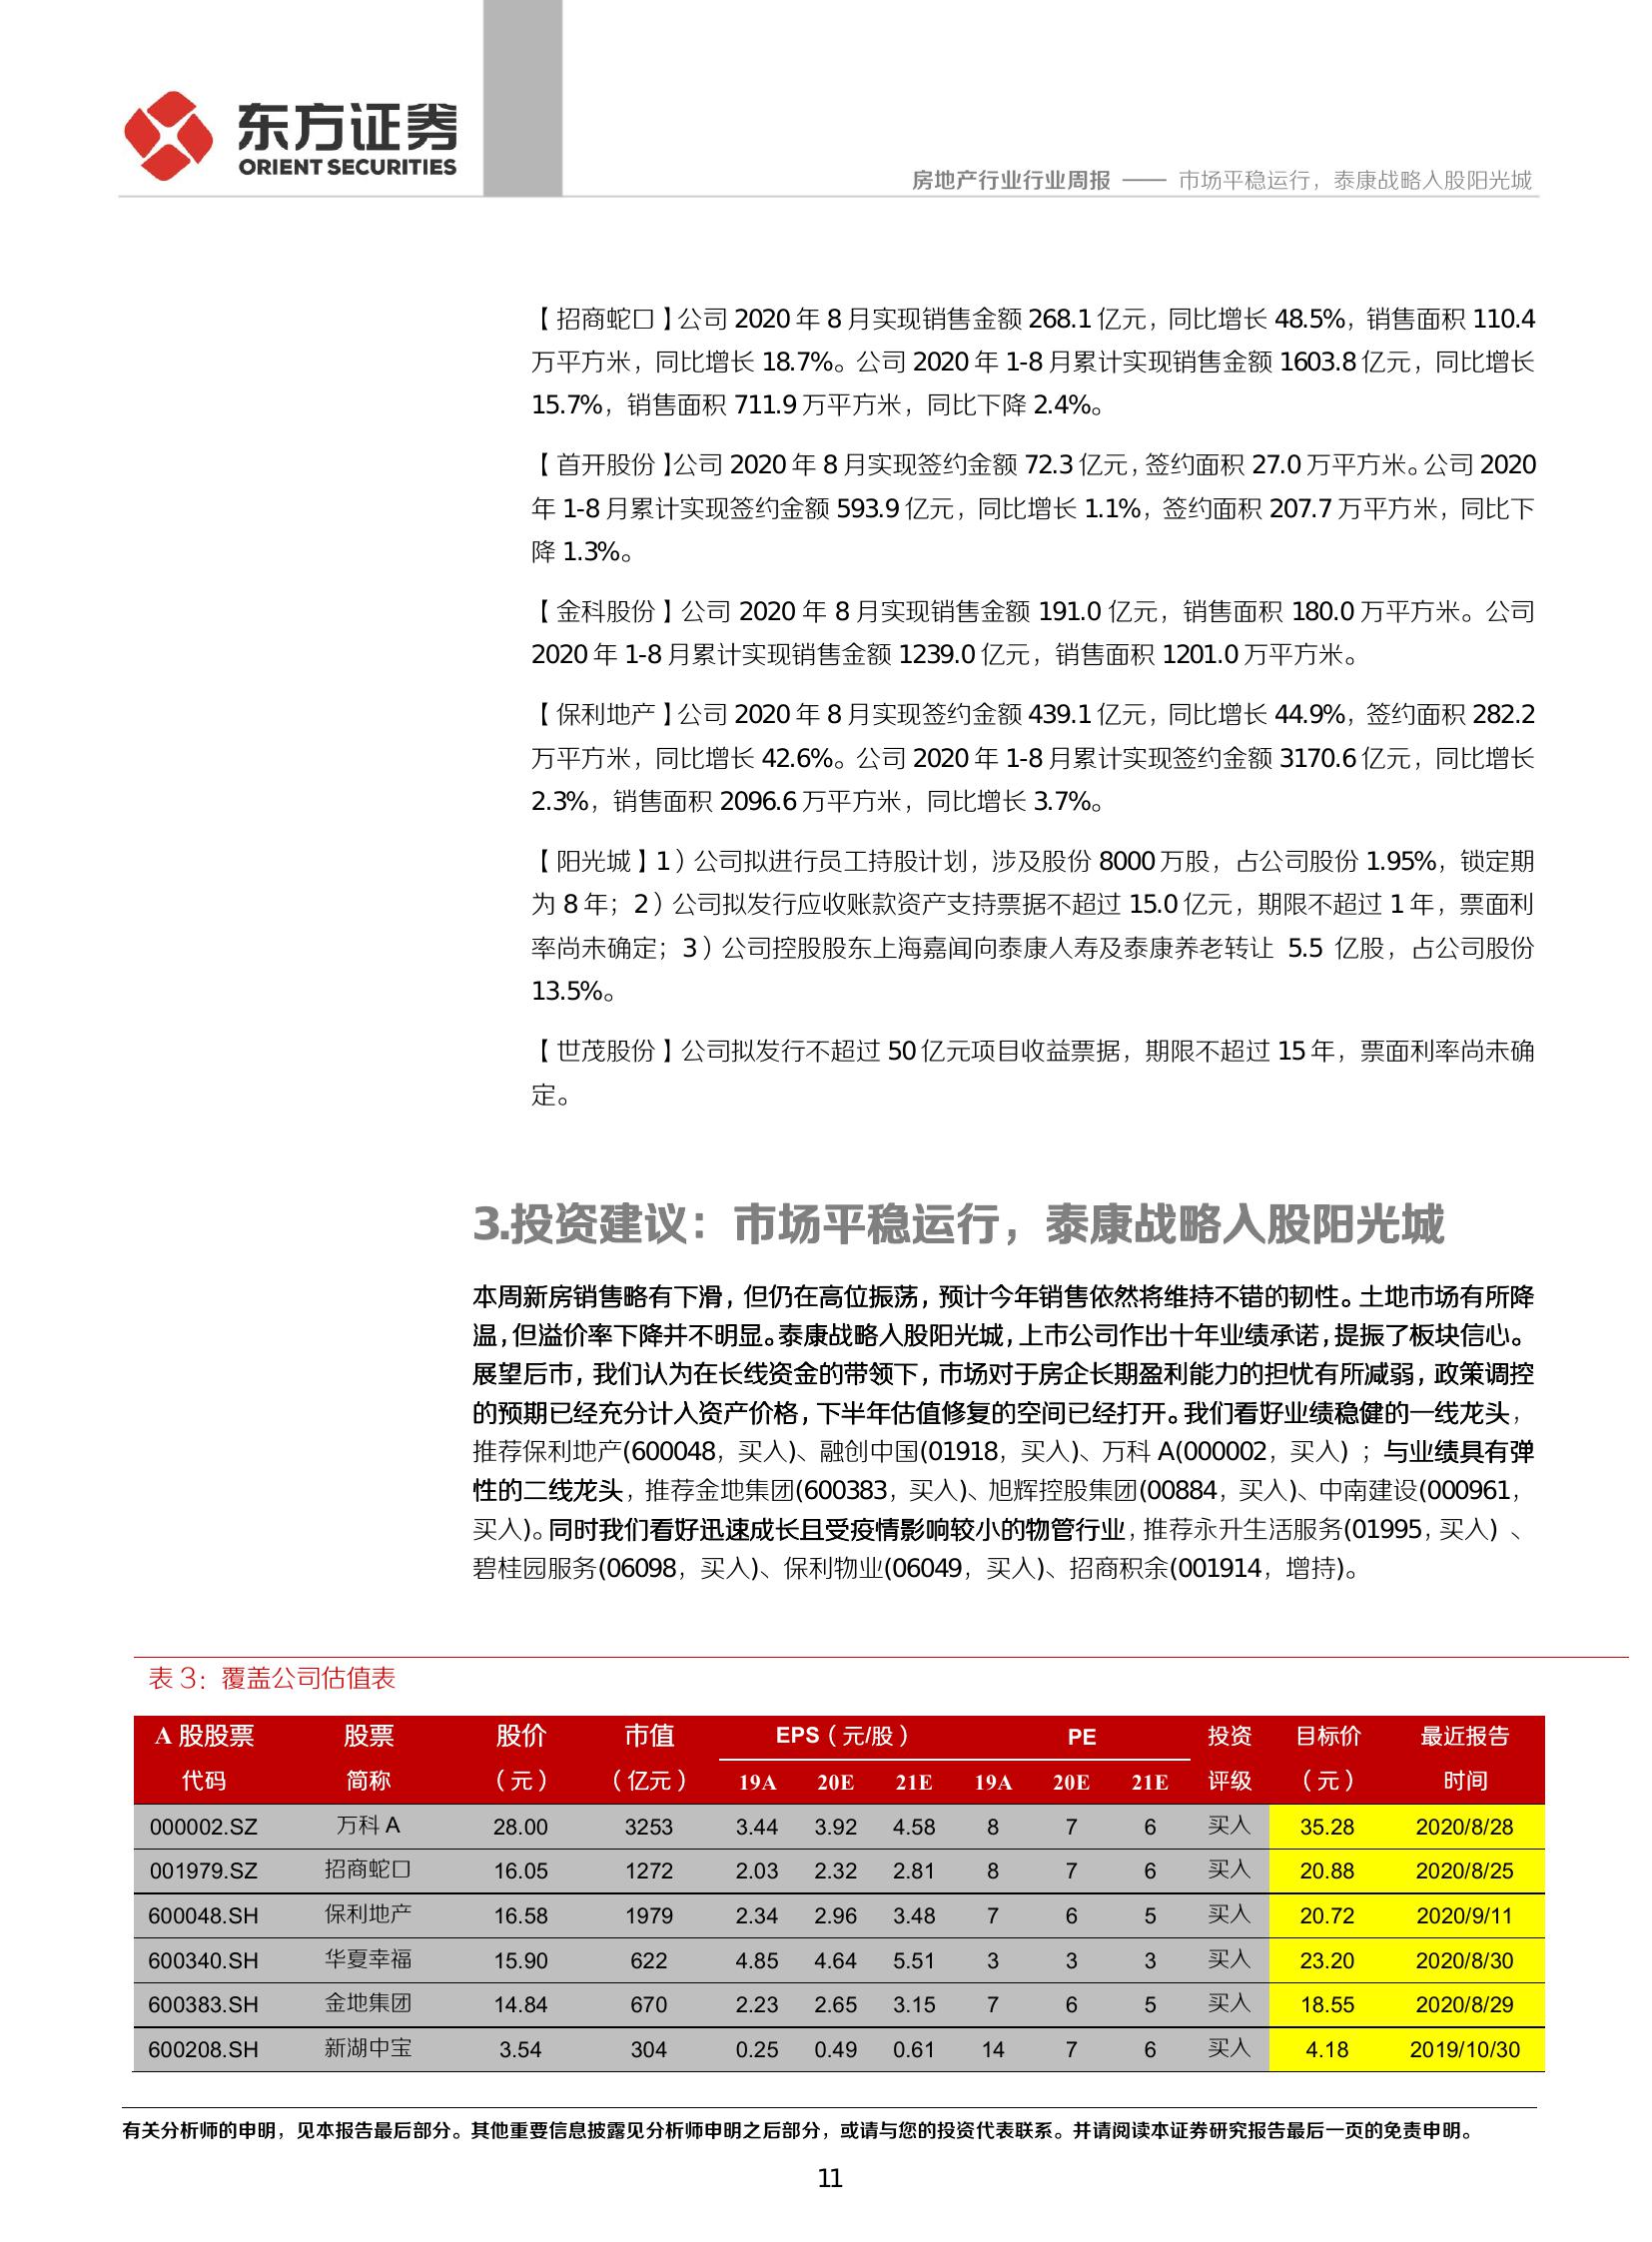 东方证券
ORIENT SECURITIES
房地产行业行业周报 —— 市场平稳运行，泰康战略入股阳光城
【招商蛇口】公司 2020 年 8 月实现销售金额 268.1 亿元，同比增长 48.5%，销售面积 110.4
万平方米，同比增长 18.7%。公司 2020 年 1-8 月累计实现销售金额 1603.8 亿元，同比增长
15.7%，销售面积 711.9 万平方米，同比下降 2.4%。
【首开股份】公司 2020 年 8 月实现签约金额 72.3 亿元，签约面积 27.0 万平方米。公司 2020
年 1-8 月累计实现签约金额 593.9 亿元，同比增长 1.1%，签约面积 207.7 万平方米，同比下
降 1.3%。
【金科股份】公司 2020 年 8 月实现销售金额 191.0 亿元，销售面积 180.0 万平方米。公司
2020 年 1-8 月累计实现销售金额 1239.0 亿元，销售面积 1201.0 万平方米。
【保利地产】公司 2020 年 8 月实现签约金额 439.1 亿元，同比增长 44.9%，签约面积 282.2
万平方米，同比增长 42.6%。公司 2020 年 1-8 月累计实现签约金额 3170.6 亿元，同比增长
2.3%，销售面积 2096.6 万平方米，同比增长 3.7%。
【阳光城】1）公司拟进行员工持股计划，涉及股份 8000 万股，占公司股份 1.95%，锁定期
为 8 年；2）公司拟发行应收账款资产支持票据不超过 15.0 亿元，期限不超过 1 年，票面利
率尚未确定；3）公司控股股东上海嘉闻向泰康人寿及泰康养老转让 5.5 亿股，占公司股份
13.5%。
【世茂股份】公司拟发行不超过 50 亿元项目收益票据，期限不超过 15 年，票面利率尚未确
定。
3.投资建议：市场平稳运行，泰康战略入股阳光城
本周新房销售略有下滑，但仍在高位振荡，预计今年销售依然将维持不错的韧性。土地市场有所降
温，但溢价率下降并不明显。泰康战略入股阳光城，上市公司作出十年业绩承诺，提振了板块信心。
展望后市，我们认为在长线资金的带领下，市场对于房企长期盈利能力的担忧有所减弱，政策调控
的预期已经充分计入资产价格，下半年估值修复的空间已经打开。我们看好业绩稳健的一线龙头，
推荐保利地产(600048，买入)、融创中国(01918，买入)、万科 A(000002，买入) ；与业绩具有弹
性的二线龙头，推荐金地集团(600383，买入)、旭辉控股集团(00884，买入)、中南建设(000961，
买入)。同时我们看好迅速成长且受疫情影响较小的物管行业，推荐永升生活服务(01995，买入) 、
碧桂园服务(06098，买入)、保利物业(06049，买入)、招商积余(001914，增持)。
表 3：覆盖公司估值表
A 股股票 股票 股价 市值 EPS（元/股） PE 投资 目标价 最近报告
代码 简称 （元） （亿元） 19A 20E 21E 19A 20E 21E 评级 （元） 时间
000002.SZ 万科 A 28.00 3253 3.44 3.92 4.58 8 7 6 买入 35.28 2020/8/28
001979.SZ 招商蛇口 16.05 1272 2.03 2.32 2.81 8 7 6 买入 20.88 2020/8/25
600048.SH 保利地产 16.58 1979 2.34 2.96 3.48 7 6 5 买入 20.72 2020/9/11
600340.SH 华夏幸福 15.90 622 4.85 4.64 5.51 3 3 3 买入 23.20 2020/8/30
600383.SH 金地集团 14.84 670 2.23 2.65 3.15 7 6 5 买入 18.55 2020/8/29
600208.SH 新湖中宝 3.54 304 0.25 0.49 0.61 14 7 6 买入 4.18 2019/10/30
有关分析师的申明，见本报告最后部分。其他重要信息披露见分析师申明之后部分，或请与您的投资代表联系。并请阅读本证券研究报告最后一页的免责申明。
11